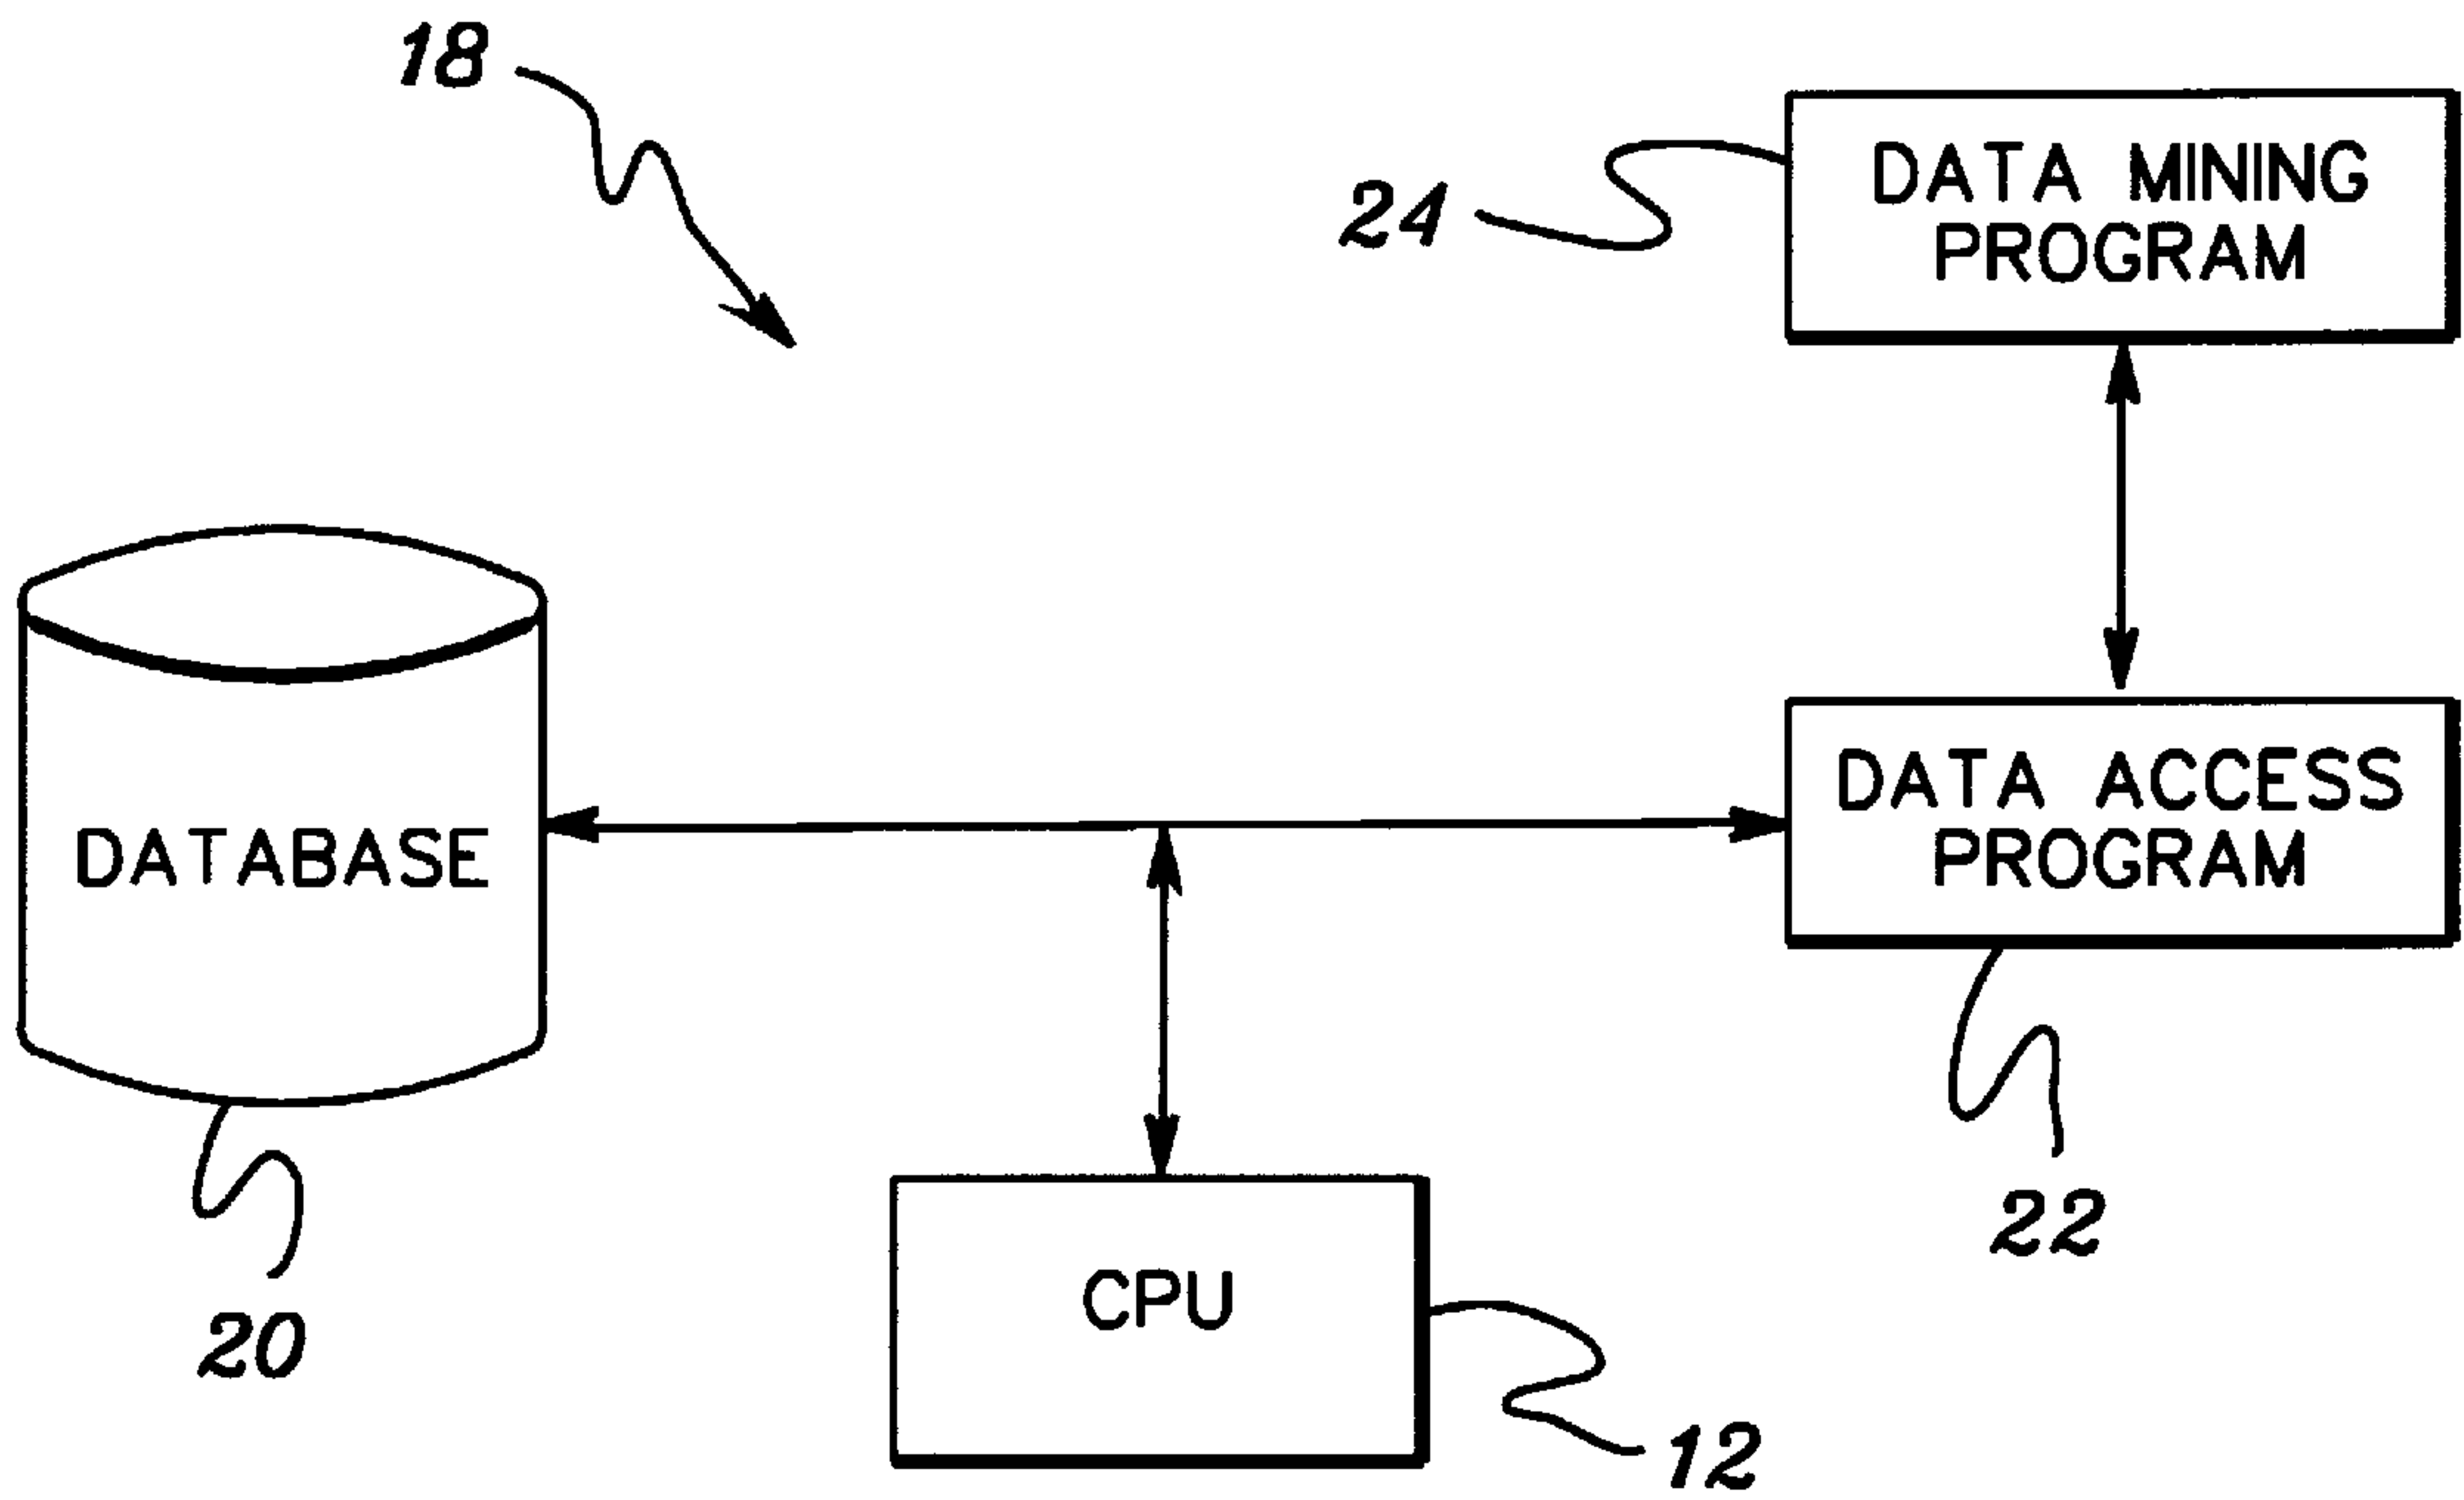 18
24
DATA MINING
PROGRAM
DATABASE
DATA ACCESS
PROGRAM
22
CPU
20
12